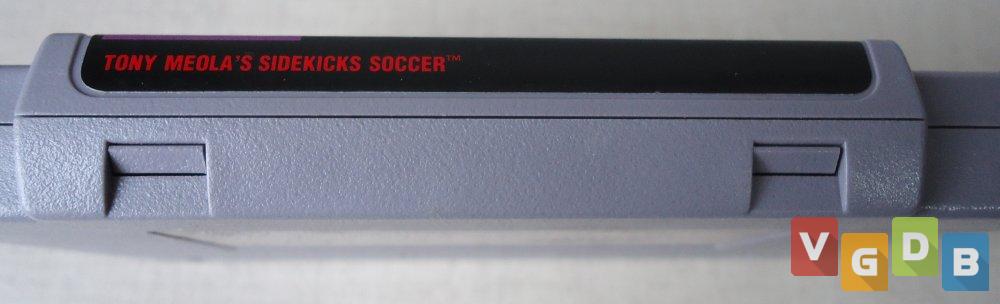 TONY MEOLA'S SIDEKICKS SOCCER™
VGDB